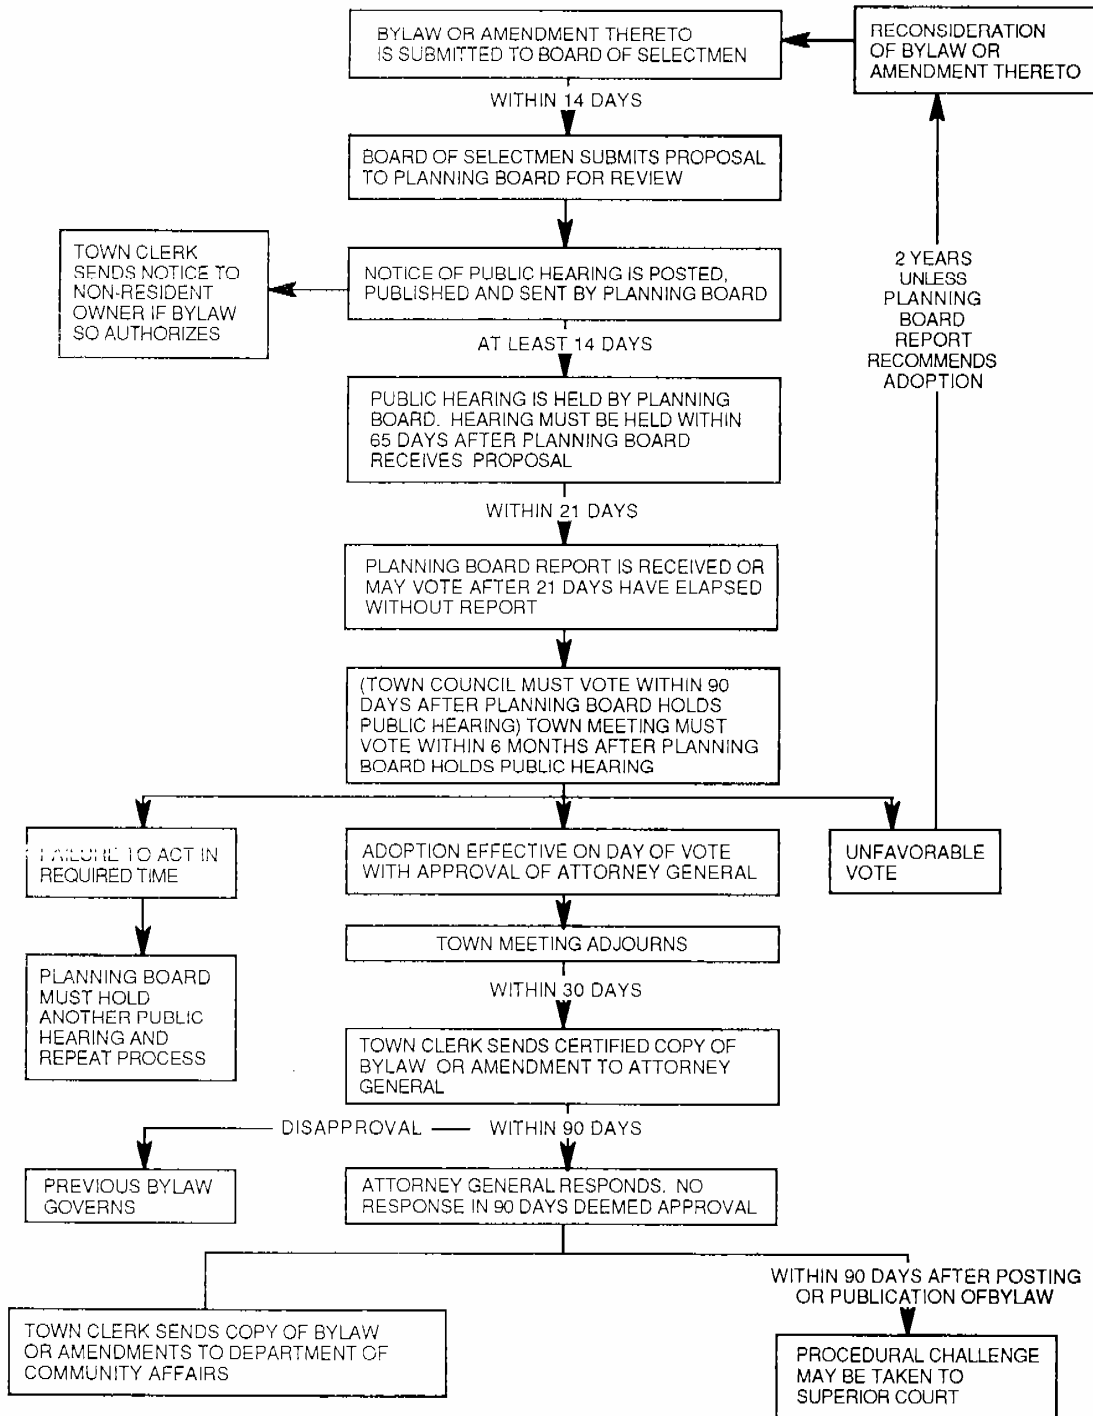 BYLAW OR AMENDMENT THERETO
IS SUBMITTED TO BOARD OF SELECTMEN
RECONSIDERATION
OF BYLAW OR
AMENDMENT THERETO
WITHIN 14 DAYS
BOARD OF SELECTMEN SUBMITS PROPOSAL
TO PLANNING BOARD FOR REVIEW
TOWN CLERK
SENDS NOTICE TO
NON-RESIDENT
OWNER IF BYLAW
SO AUTHORIZES
NOTICE OF PUBLIC HEARING IS POSTED,
PUBLISHED AND SENT BY PLANNING BOARD
2 YEARS
UNLESS
PLANNING
BOARD
REPORT
RECOMMENDS
ADOPTION
AT LEAST 14 DAYS
PUBLIC HEARING IS HELD BY PLANNING
BOARD. HEARING MUST BE HELD WITHIN
65 DAYS AFTER PLANNING BOARD
RECEIVES PROPOSAL
WITHIN 21 DAYS
PLANNING BOARD REPORT IS RECEIVED OR
MAY VOTE AFTER 21 DAYS HAVE ELAPSED
WITHOUT REPORT
(TOWN COUNCIL MUST VOTE WITHIN 90
DAYS AFTER PLANNING BOARD HOLDS
PUBLIC HEARING) TOWN MEETING MUST
VOTE WITHIN 6 MONTHS AFTER PLANNING
BOARD HOLDS PUBLIC HEARING
FAILURE TO ACT IN
REQUIRED TIME
ADOPTION EFFECTIVE ON DAY OF VOTE
WITH APPROVAL OF ATTORNEY GENERAL
UNFAVORABLE
VOTE
TOWN MEETING ADJOURNS
PLANNING BOARD
MUST HOLD
ANOTHER PUBLIC
HEARING AND
REPEAT PROCESS
WITHIN 30 DAYS
TOWN CLERK SENDS CERTIFIED COPY OF
BYLAW OR AMENDMENT TO ATTORNEY
GENERAL
DISAPPROVAL — WITHIN 90 DAYS
PREVIOUS BYLAW
GOVERNS
ATTORNEY GENERAL RESPONDS. NO
RESPONSE IN 90 DAYS DEEMED APPROVAL
WITHIN 90 DAYS AFTER POSTING
OR PUBLICATION OFBYLAW
TOWN CLERK SENDS COPY OF BYLAW
OR AMENDMENTS TO DEPARTMENT OF
COMMUNITY AFFAIRS
PROCEDURAL CHALLENGE
MAY BE TAKEN TO
SUPERIOR COURT